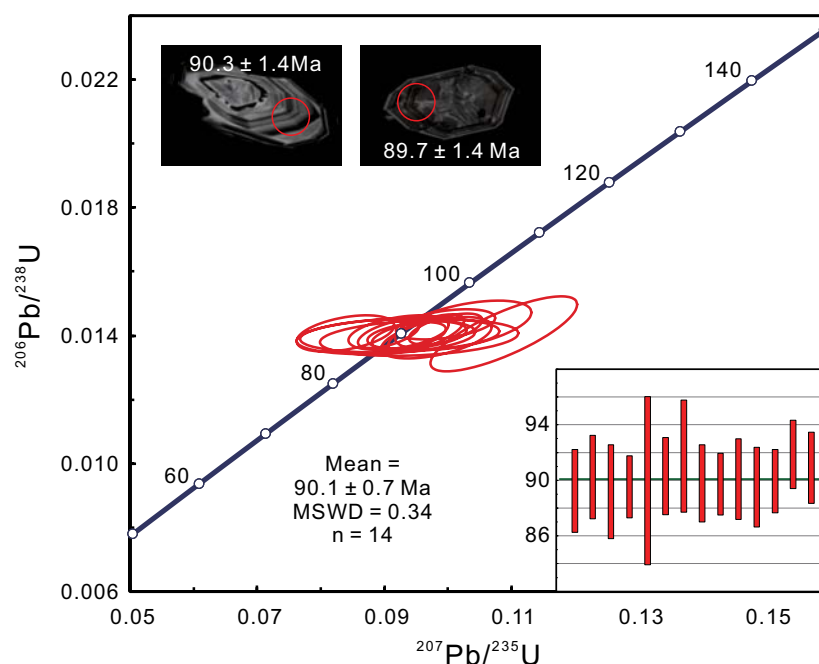 90.3 ± 1.4Ma
89.7 ± 1.4 Ma
0.022
0.018
0.014
0.010
0.006
206Pb/238U
140
120
100
80
60
Mean =
90.1 ± 0.7 Ma
MSWD = 0.34
n = 14
94
90
86
0.05
0.07
0.09
0.11
0.13
0.15
207Pb/235U